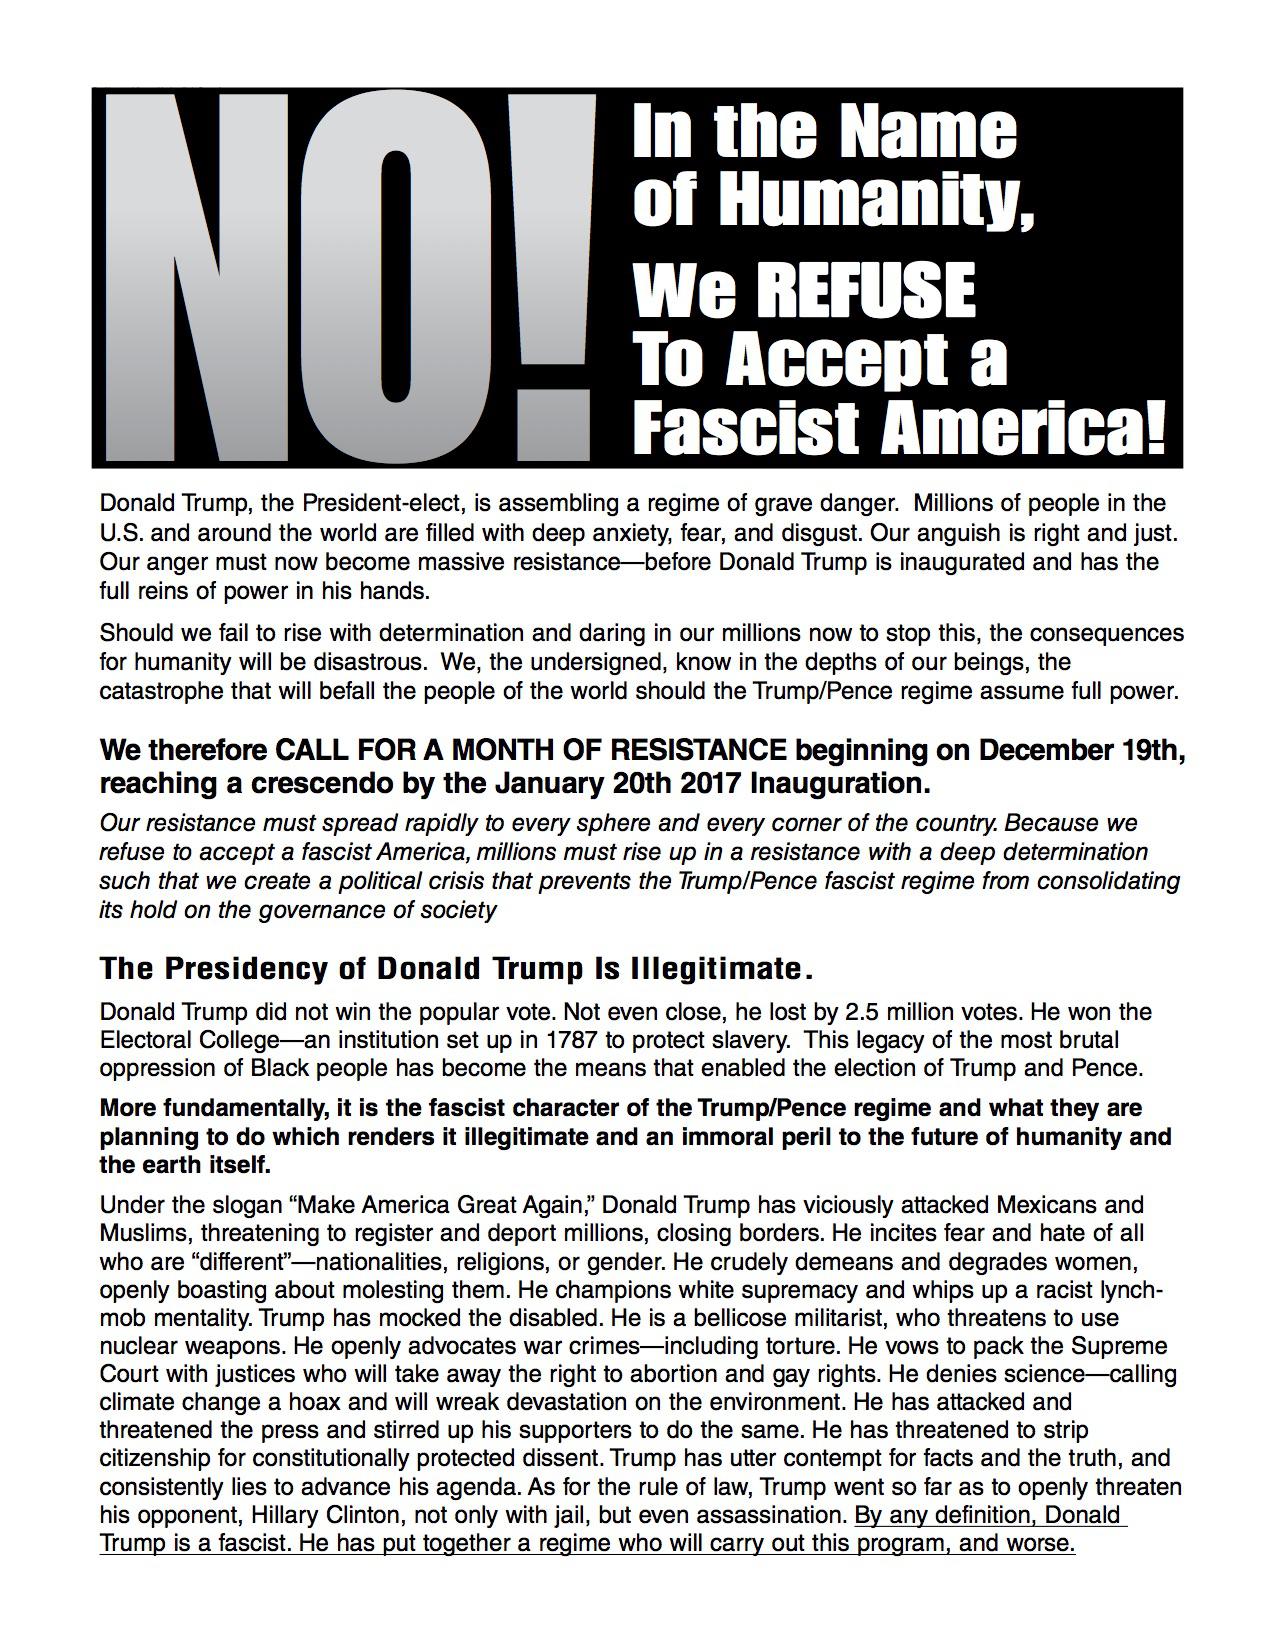 NO!
In the Name
of Humanity,
We REFUSE
To Accept a
Fascist America!
Donald Trump, the President-elect, is assembling a regime of grave danger.  Millions of people in the
U.S. and around the world are filled with deep anxiety, fear, and disgust. Our anguish is right and just.
Our anger must now become massive resistance—before Donald Trump is inaugurated and has the
full reins of power in his hands.
Should we fail to rise with determination and daring in our millions now to stop this, the consequences
for humanity will be disastrous.  We, the undersigned, know in the depths of our beings, the
catastrophe that will befall the people of the world should the Trump/Pence regime assume full power.
We therefore CALL FOR A MONTH OF RESISTANCE beginning on December 19th,
reaching a crescendo by the January 20th 2017 Inauguration.
Our resistance must spread rapidly to every sphere and every corner of the country. Because we
refuse to accept a fascist America, millions must rise up in a resistance with a deep determination
such that we create a political crisis that prevents the Trump/Pence fascist regime from consolidating
its hold on the governance of society
The Presidency of Donald Trump Is Illegitimate.
Donald Trump did not win the popular vote. Not even close, he lost by 2.5 million votes. He won the
Electoral College—an institution set up in 1787 to protect slavery.  This legacy of the most brutal
oppression of Black people has become the means that enabled the election of Trump and Pence.
More fundamentally, it is the fascist character of the Trump/Pence regime and what they are
planning to do which renders it illegitimate and an immoral peril to the future of humanity and
the earth itself.
Under the slogan “Make America Great Again,” Donald Trump has viciously attacked Mexicans and
Muslims, threatening to register and deport millions, closing borders. He incites fear and hate of all
who are “different”—nationalities, religions, or gender. He crudely demeans and degrades women,
openly boasting about molesting them. He champions white supremacy and whips up a racist lynch-
mob mentality. Trump has mocked the disabled. He is a bellicose militarist, who threatens to use
nuclear weapons. He openly advocates war crimes—including torture. He vows to pack the Supreme
Court with justices who will take away the right to abortion and gay rights. He denies science—calling
climate change a hoax and will wreak devastation on the environment. He has attacked and
threatened the press and stirred up his supporters to do the same. He has threatened to strip
citizenship for constitutionally protected dissent. Trump has utter contempt for facts and the truth, and
consistently lies to advance his agenda. As for the rule of law, Trump went so far as to openly threaten
his opponent, Hillary Clinton, not only with jail, but even assassination. By any definition, Donald
Trump is a fascist. He has put together a regime who will carry out this program, and worse.